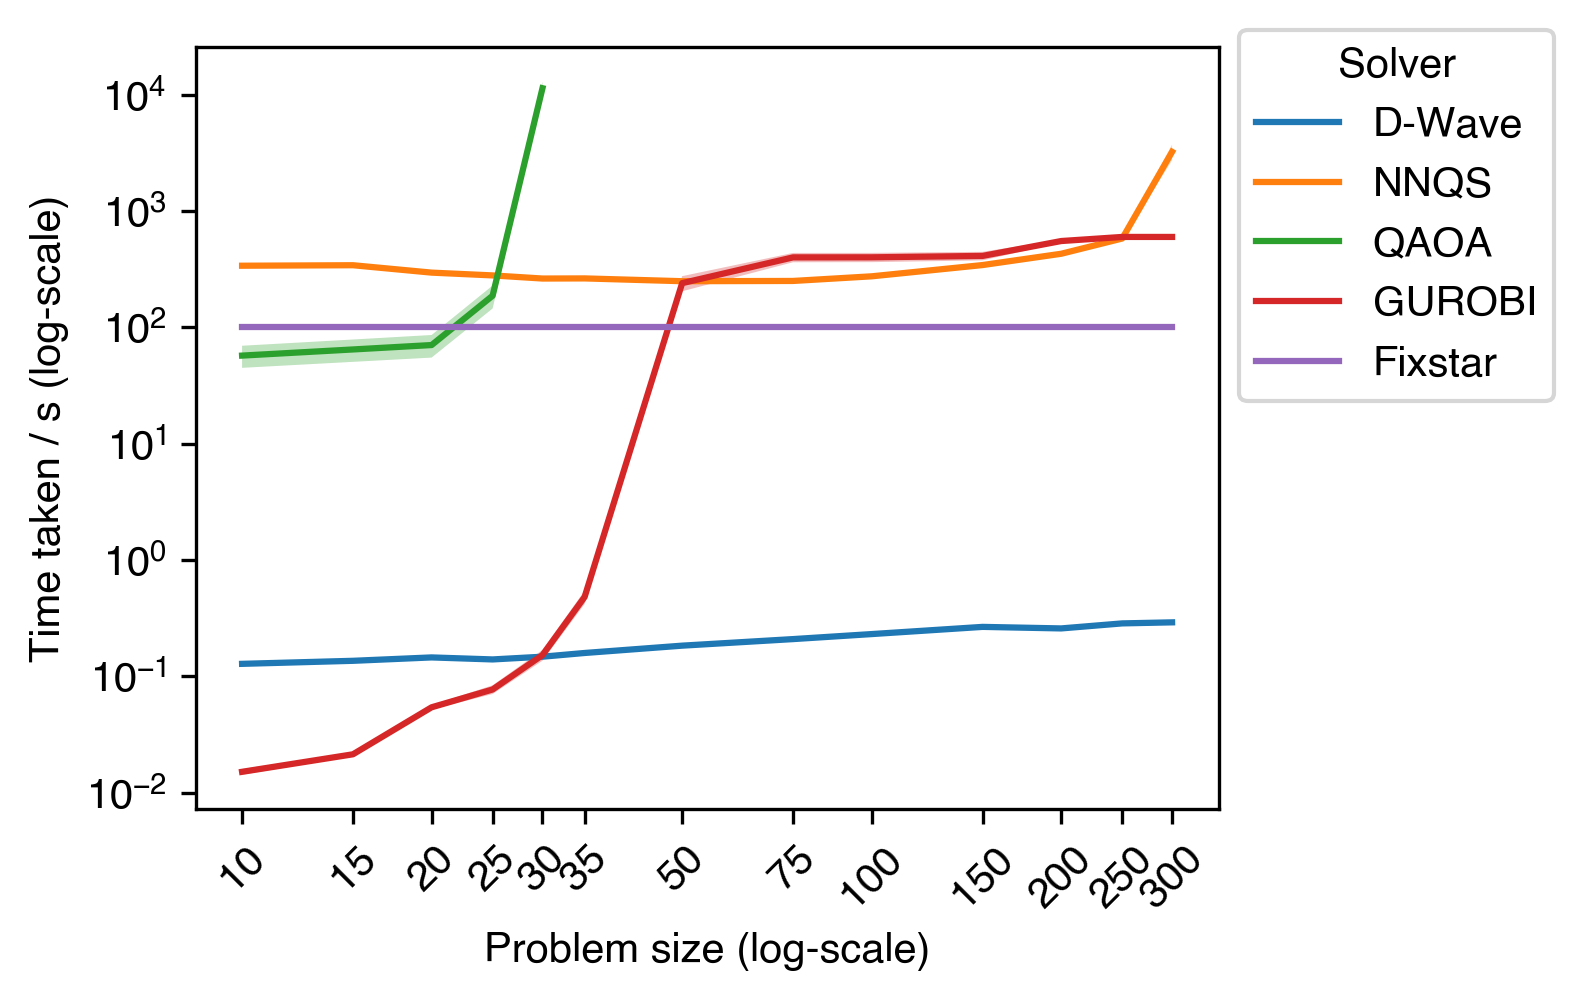 Solver
D-Wave
NNQS
QAOA
GUROBI
Fixstar
Time taken / s (log-scale)
10⁴
10³
10²
10¹
10⁰
10⁻¹
10⁻²
10 15 20 25 30 35 50 75 100 150 200 250 300
Problem size (log-scale)